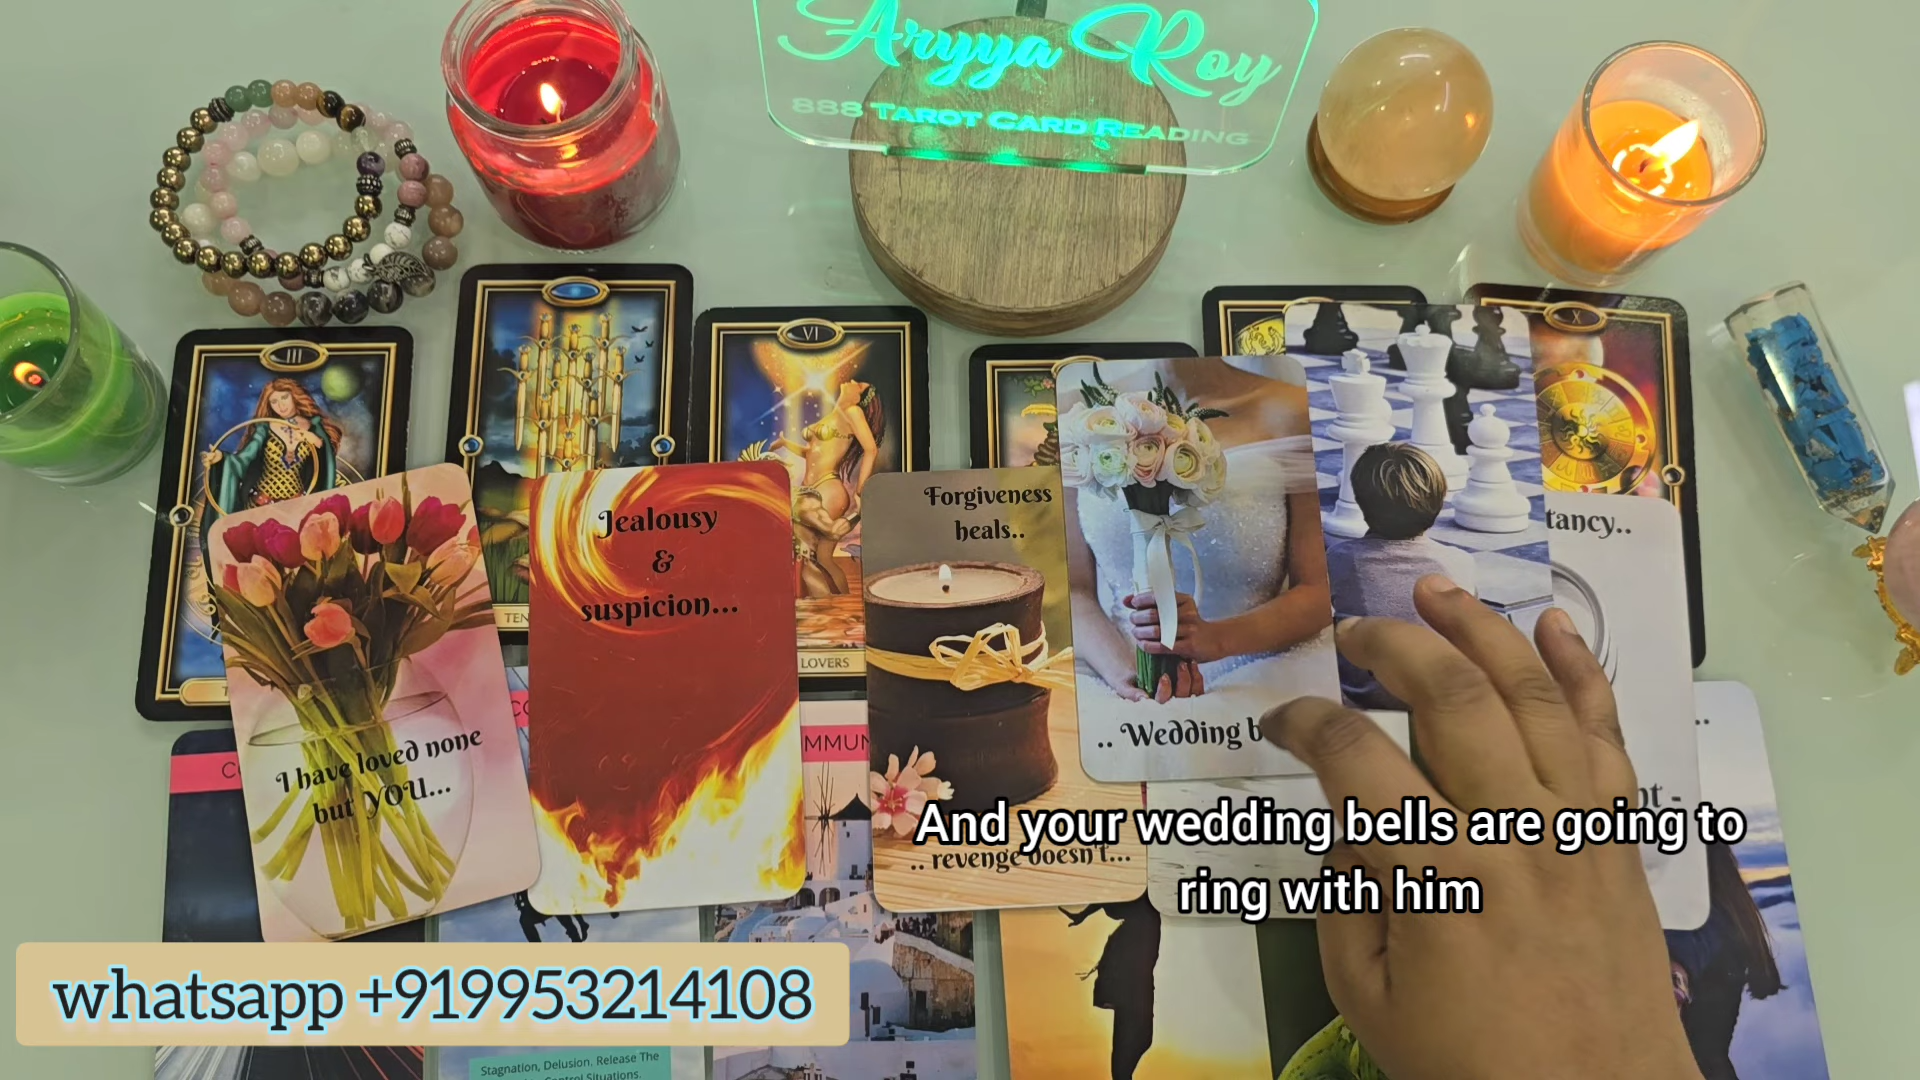 Aryya Roy
888 TAROT CARD READING
III
VI
X
TEN
LOVERS
I have loved none
but YOU...
Jealousy
&
suspicion...
Forgiveness
heals..
.. revenge doesn't...
.. Wedding b
tancy..
And your wedding bells are going to
ring with him
whatsapp +919953214108
Stagnation, Delusion. Release The
Control Situations.